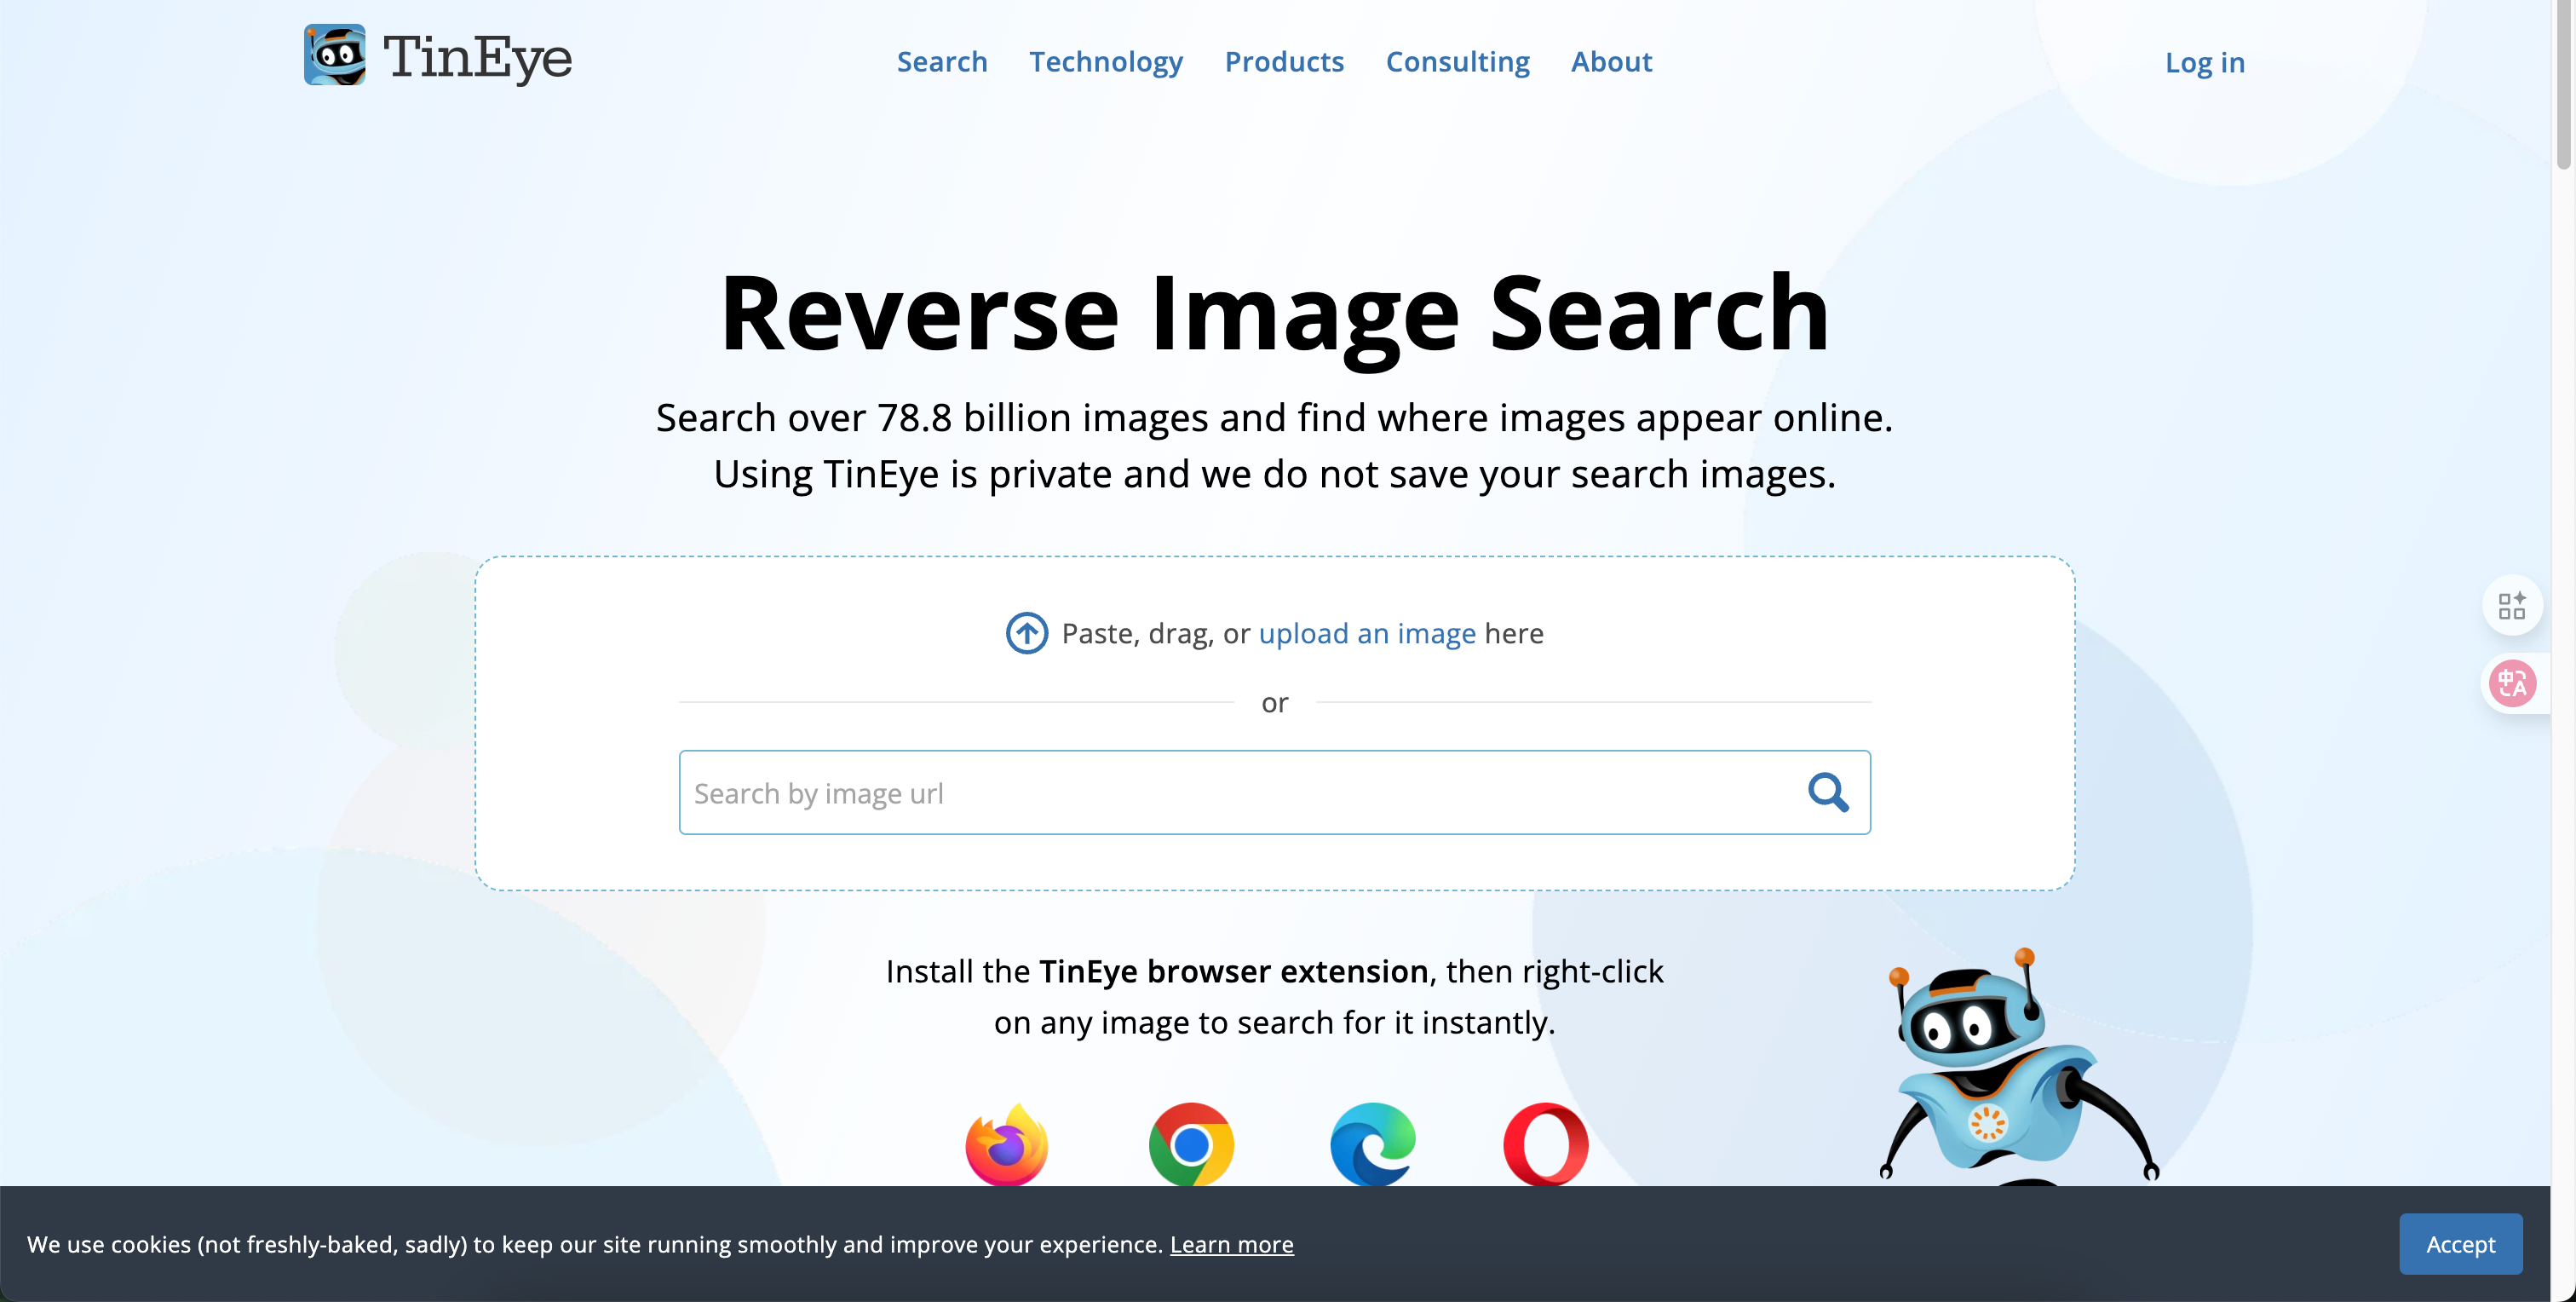 TinEye
Search
Technology
Products
Consulting
About
Log in
Reverse Image Search
Search over 78.8 billion images and find where images appear online.
Using TinEye is private and we do not save your search images.
Paste, drag, or upload an image here
or
Search by image url
Install the TinEye browser extension, then right-click
on any image to search for it instantly.
中A
We use cookies (not freshly-baked, sadly) to keep our site running smoothly and improve your experience. Learn more
Accept